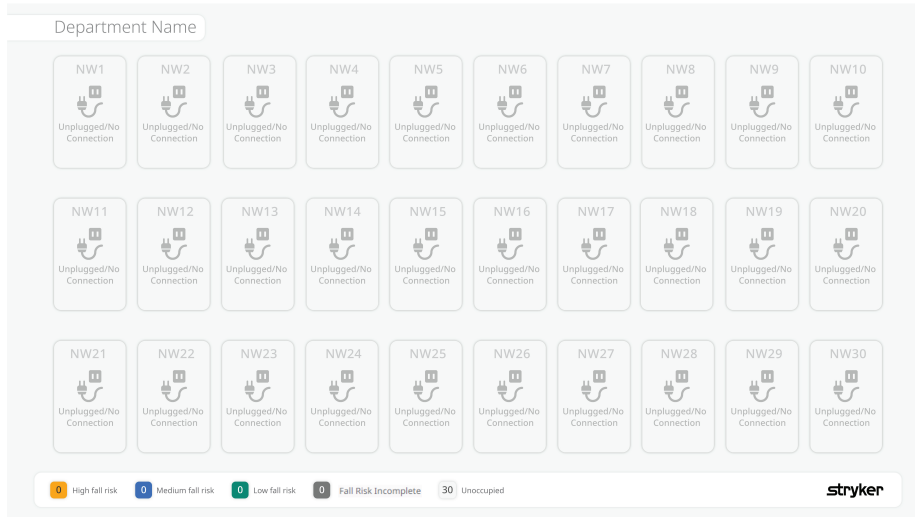 Department Name
NW1 NW2 NW3 NW4 NW5 NW6 NW7 NW8 NW9 NW10
Unplugged/No Unplugged/No Unplugged/No Unplugged/No Unplugged/No Unplugged/No Unplugged/No Unplugged/No Unplugged/No Unplugged/No
Connection Connection Connection Connection Connection Connection Connection Connection Connection Connection
NW11 NW12 NW13 NW14 NW15 NW16 NW17 NW18 NW19 NW20
Unplugged/No Unplugged/No Unplugged/No Unplugged/No Unplugged/No Unplugged/No Unplugged/No Unplugged/No Unplugged/No Unplugged/No
Connection Connection Connection Connection Connection Connection Connection Connection Connection Connection
NW21 NW22 NW23 NW24 NW25 NW26 NW27 NW28 NW29 NW30
Unplugged/No Unplugged/No Unplugged/No Unplugged/No Unplugged/No Unplugged/No Unplugged/No Unplugged/No Unplugged/No Unplugged/No
Connection Connection Connection Connection Connection Connection Connection Connection Connection Connection
0 High fall risk 0 Medium fall risk 0 Low fall risk 0 Fall Risk Incomplete 30 Unoccupied stryker